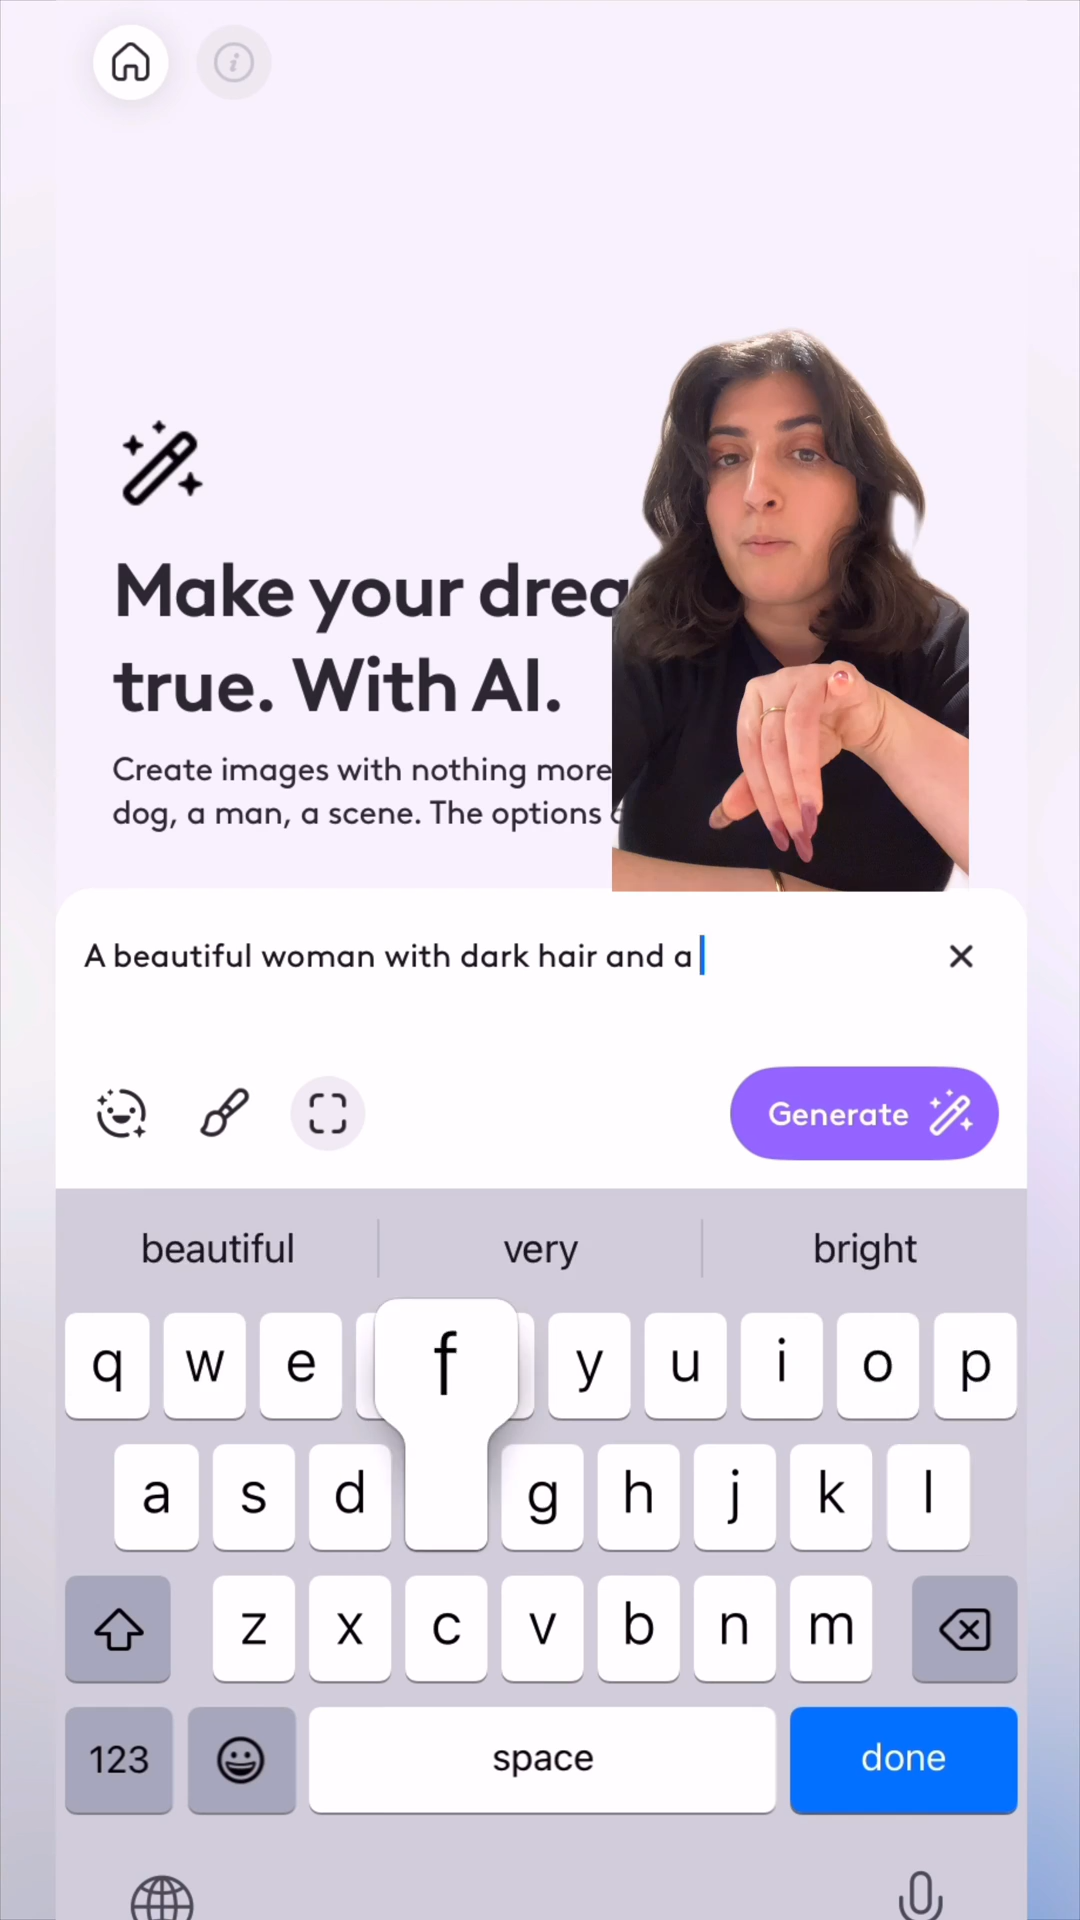 Make your drea
true. With AI.
Create images with nothing more
dog, a man, a scene. The options
A beautiful woman with dark hair and a
Generate
beautiful very bright
q w e f y u i o p
a s d g h j k l
z x c v b n m
123 space done